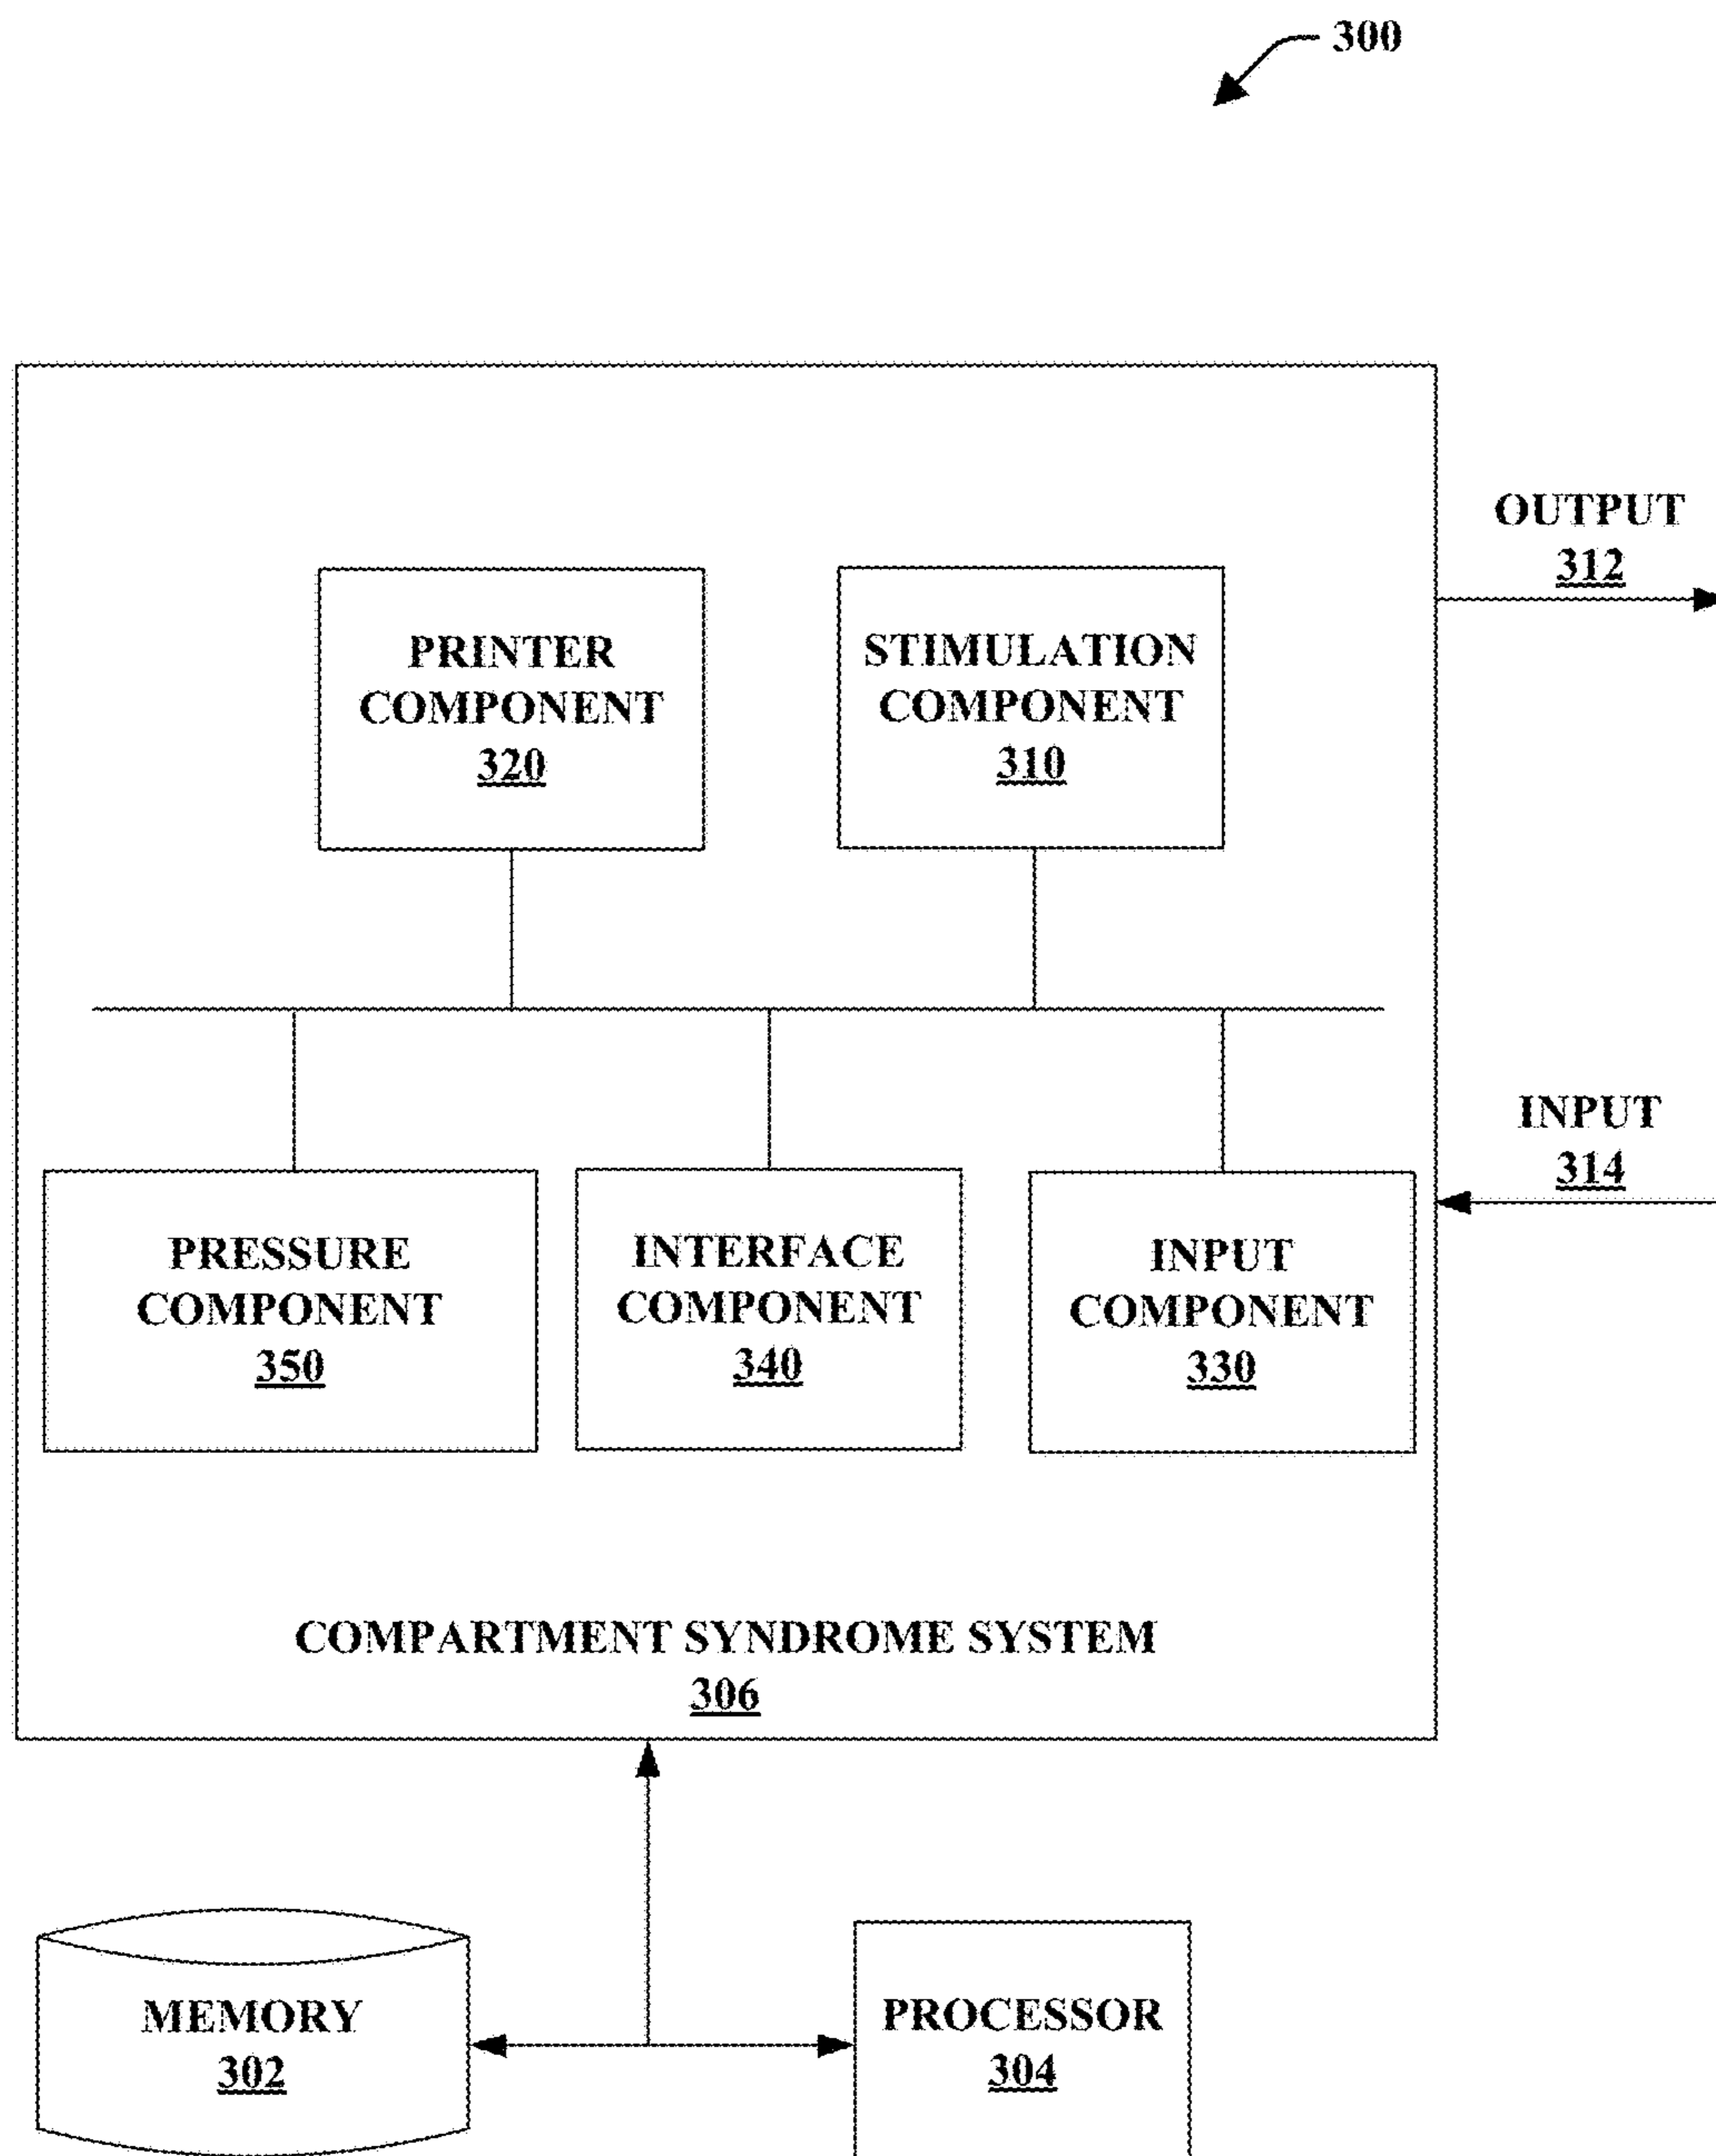 300
OUTPUT
312
PRINTER
COMPONENT
320
STIMULATION
COMPONENT
310
INPUT
314
PRESSURE
COMPONENT
350
INTERFACE
COMPONENT
340
INPUT
COMPONENT
330
COMPARTMENT SYNDROME SYSTEM
306
MEMORY
302
PROCESSOR
304